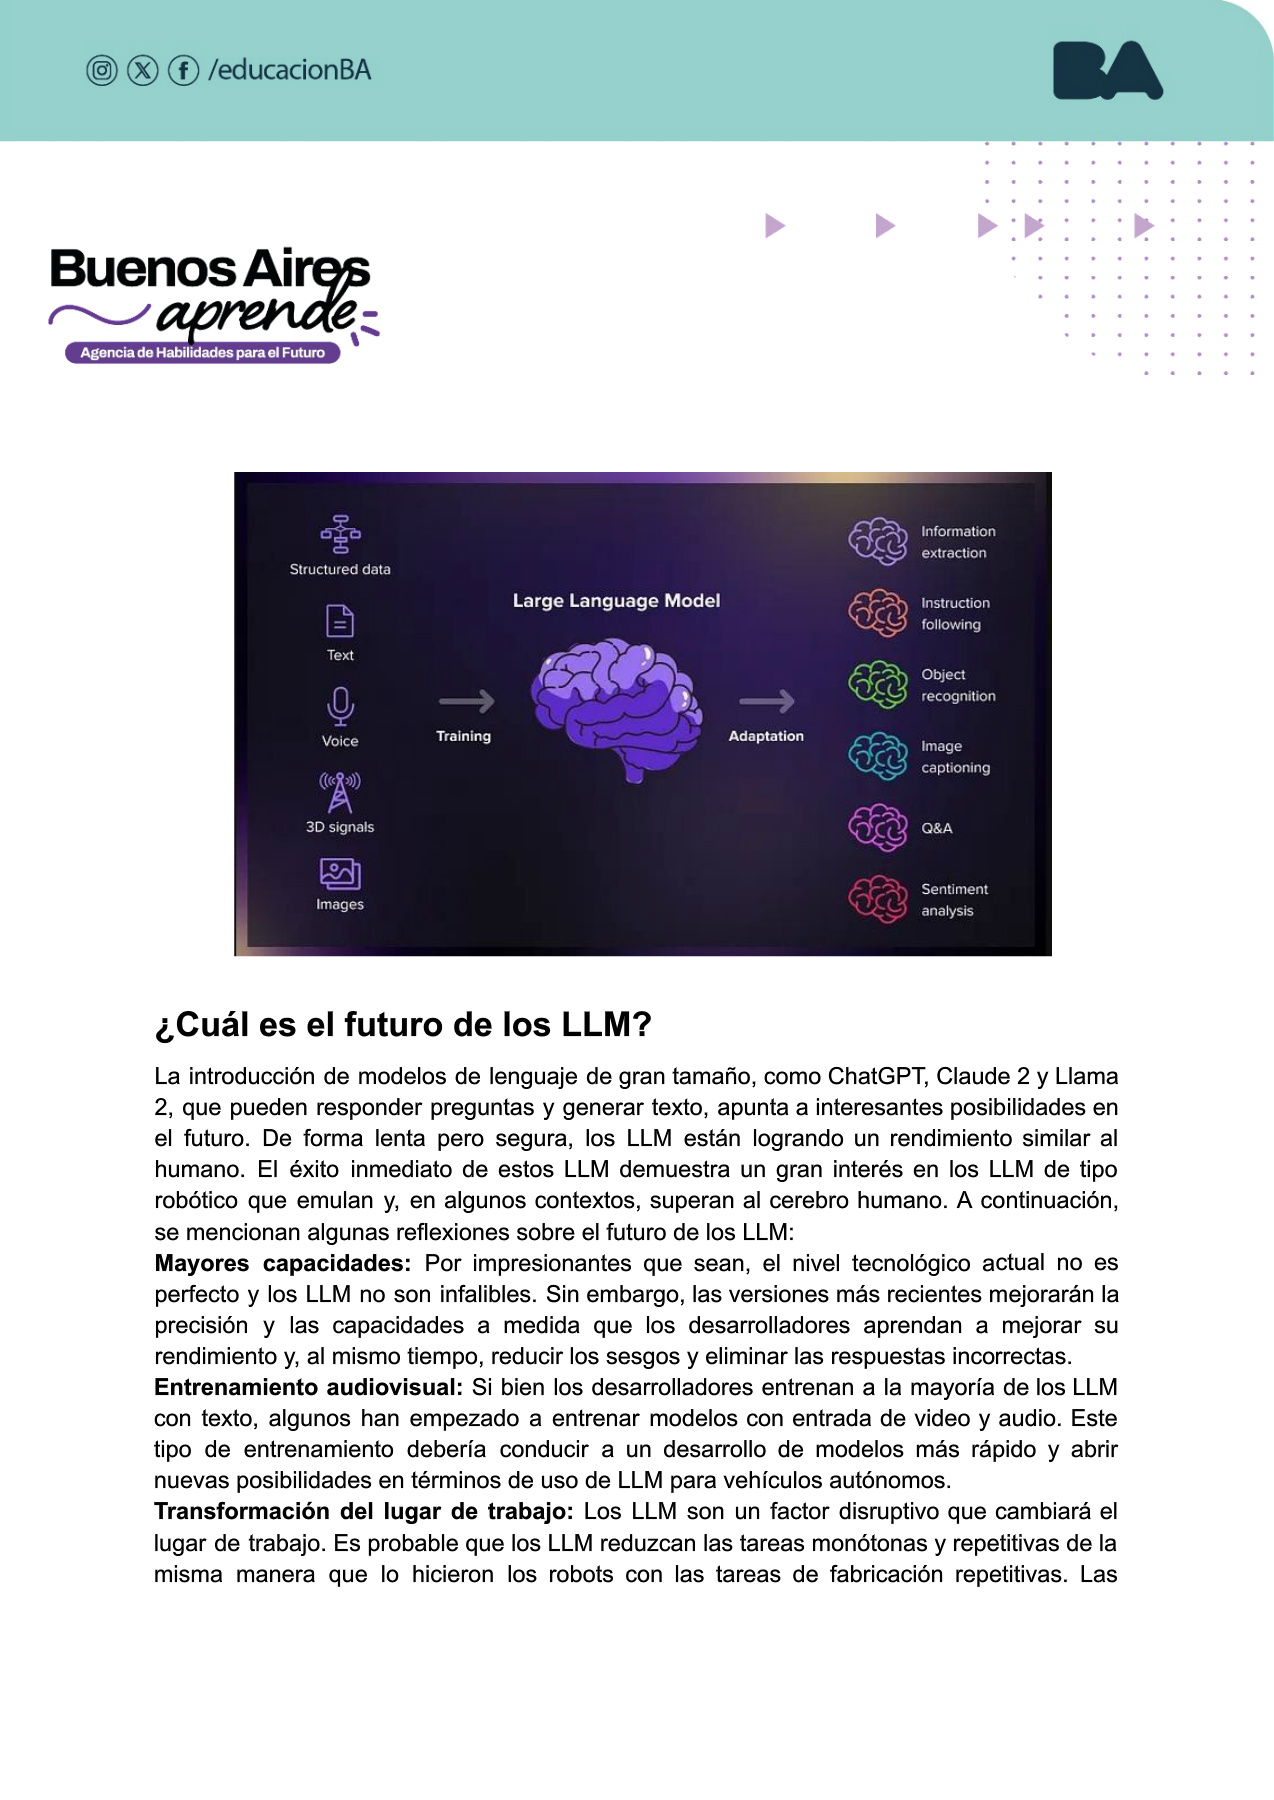 /educacionBA
BA
Buenos Aires
aprende
Agencia de Habilidades para el Futuro
Structured data
Text
Voice
3D signals
Images
Training
Large Language Model
Adaptation
Information
extraction
Instruction
following
Object
recognition
Image
captioning
Q&A
Sentiment
analysis
¿Cuál es el futuro de los LLM?
La introducción de modelos de lenguaje de gran tamaño, como ChatGPT, Claude 2 y Llama
2, que pueden responder preguntas y generar texto, apunta a interesantes posibilidades en
el futuro. De forma lenta pero segura, los LLM están logrando un rendimiento similar al
humano. El éxito inmediato de estos LLM demuestra un gran interés en los LLM de tipo
robótico que emulan y, en algunos contextos, superan al cerebro humano. A continuación,
se mencionan algunas reflexiones sobre el futuro de los LLM:
Mayores capacidades: Por impresionantes que sean, el nivel tecnológico actual no es
perfecto y los LLM no son infalibles. Sin embargo, las versiones más recientes mejorarán la
precisión y las capacidades a medida que los desarrolladores aprendan a mejorar su
rendimiento y, al mismo tiempo, reducir los sesgos y eliminar las respuestas incorrectas.
Entrenamiento audiovisual: Si bien los desarrolladores entrenan a la mayoría de los LLM
con texto, algunos han empezado a entrenar modelos con entrada de video y audio. Este
tipo de entrenamiento debería conducir a un desarrollo de modelos más rápido y abrir
nuevas posibilidades en términos de uso de LLM para vehículos autónomos.
Transformación del lugar de trabajo: Los LLM son un factor disruptivo que cambiará el
lugar de trabajo. Es probable que los LLM reduzcan las tareas monótonas y repetitivas de la
misma manera que lo hicieron los robots con las tareas de fabricación repetitivas. Las